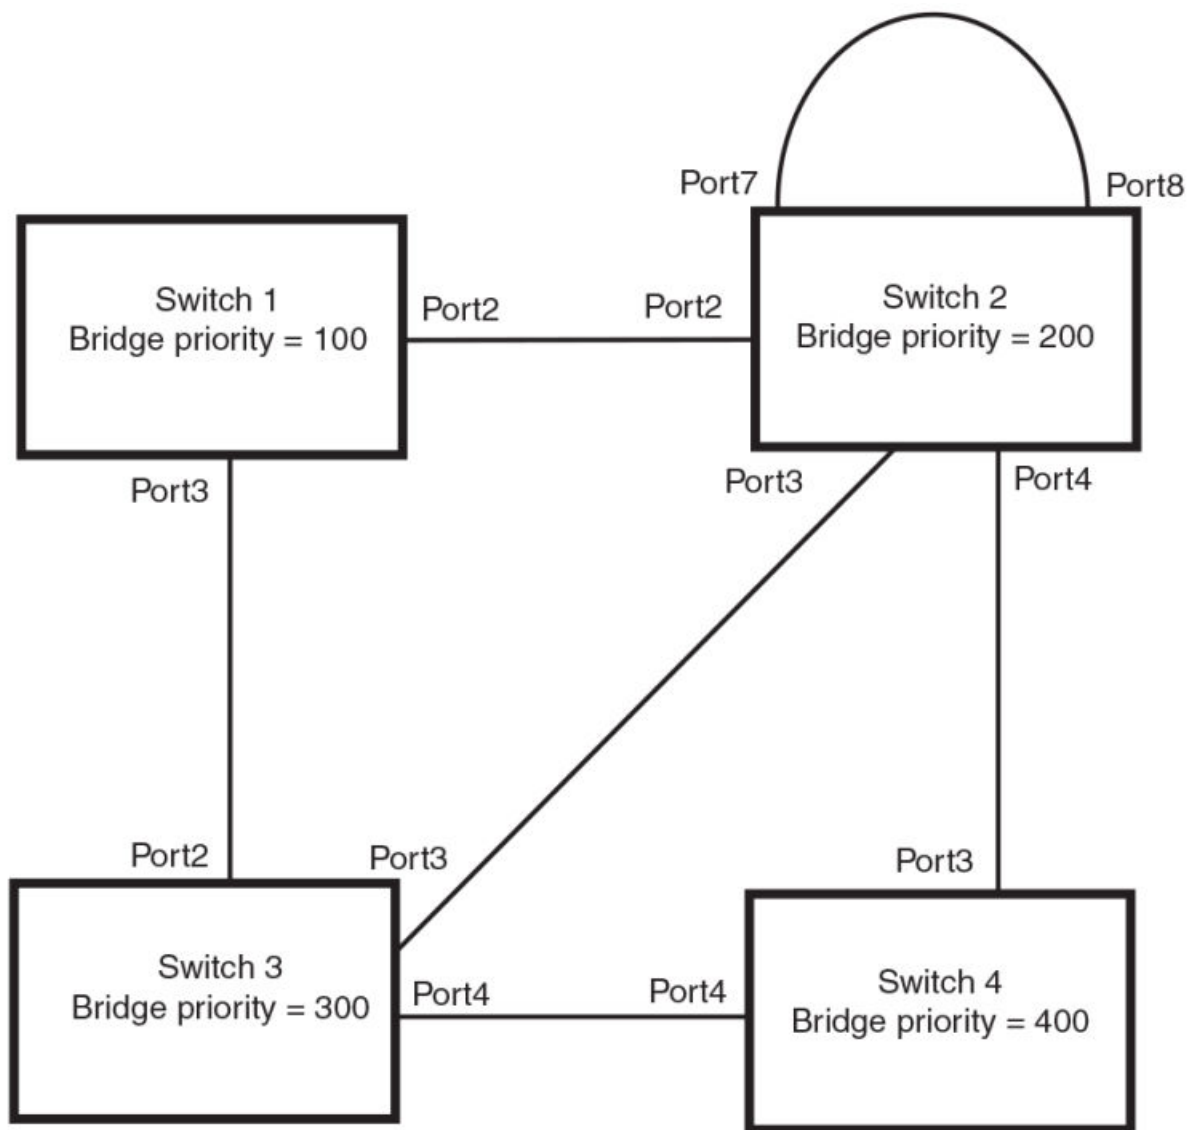 Port7
Port8
Switch 1
Bridge priority = 100
Port2
Port2
Switch 2
Bridge priority = 200
Port3
Port3
Port4
Port2
Port3
Port3
Switch 3
Bridge priority = 300
Port4
Port4
Switch 4
Bridge priority = 400